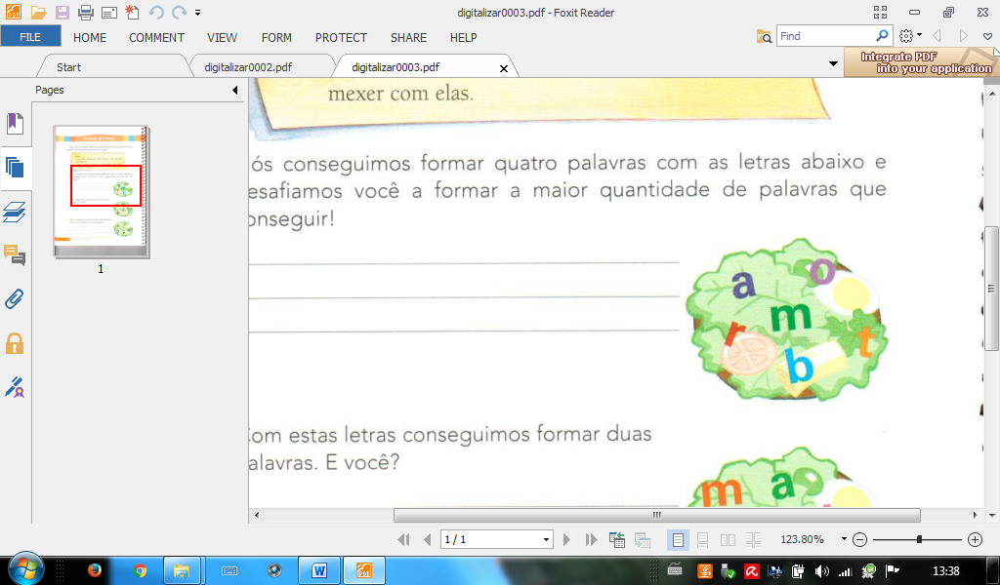 digitalizar0003.pdf - Foxit Reader
FILE HOME COMMENT VIEW FORM PROTECT SHARE HELP Find
Start digitalizar0002.pdf digitalizar0003.pdf
Integrate PDF
into your application
Pages
mexer com elas.
ós conseguimos formar quatro palavras com as letras abaixo e
esafiamos você a formar a maior quantidade de palavras que
onseguir!
a o
m
r t
b
Com estas letras conseguimos formar duas
alavras. E você?
m a
1
1 / 1 123.80%
13:38